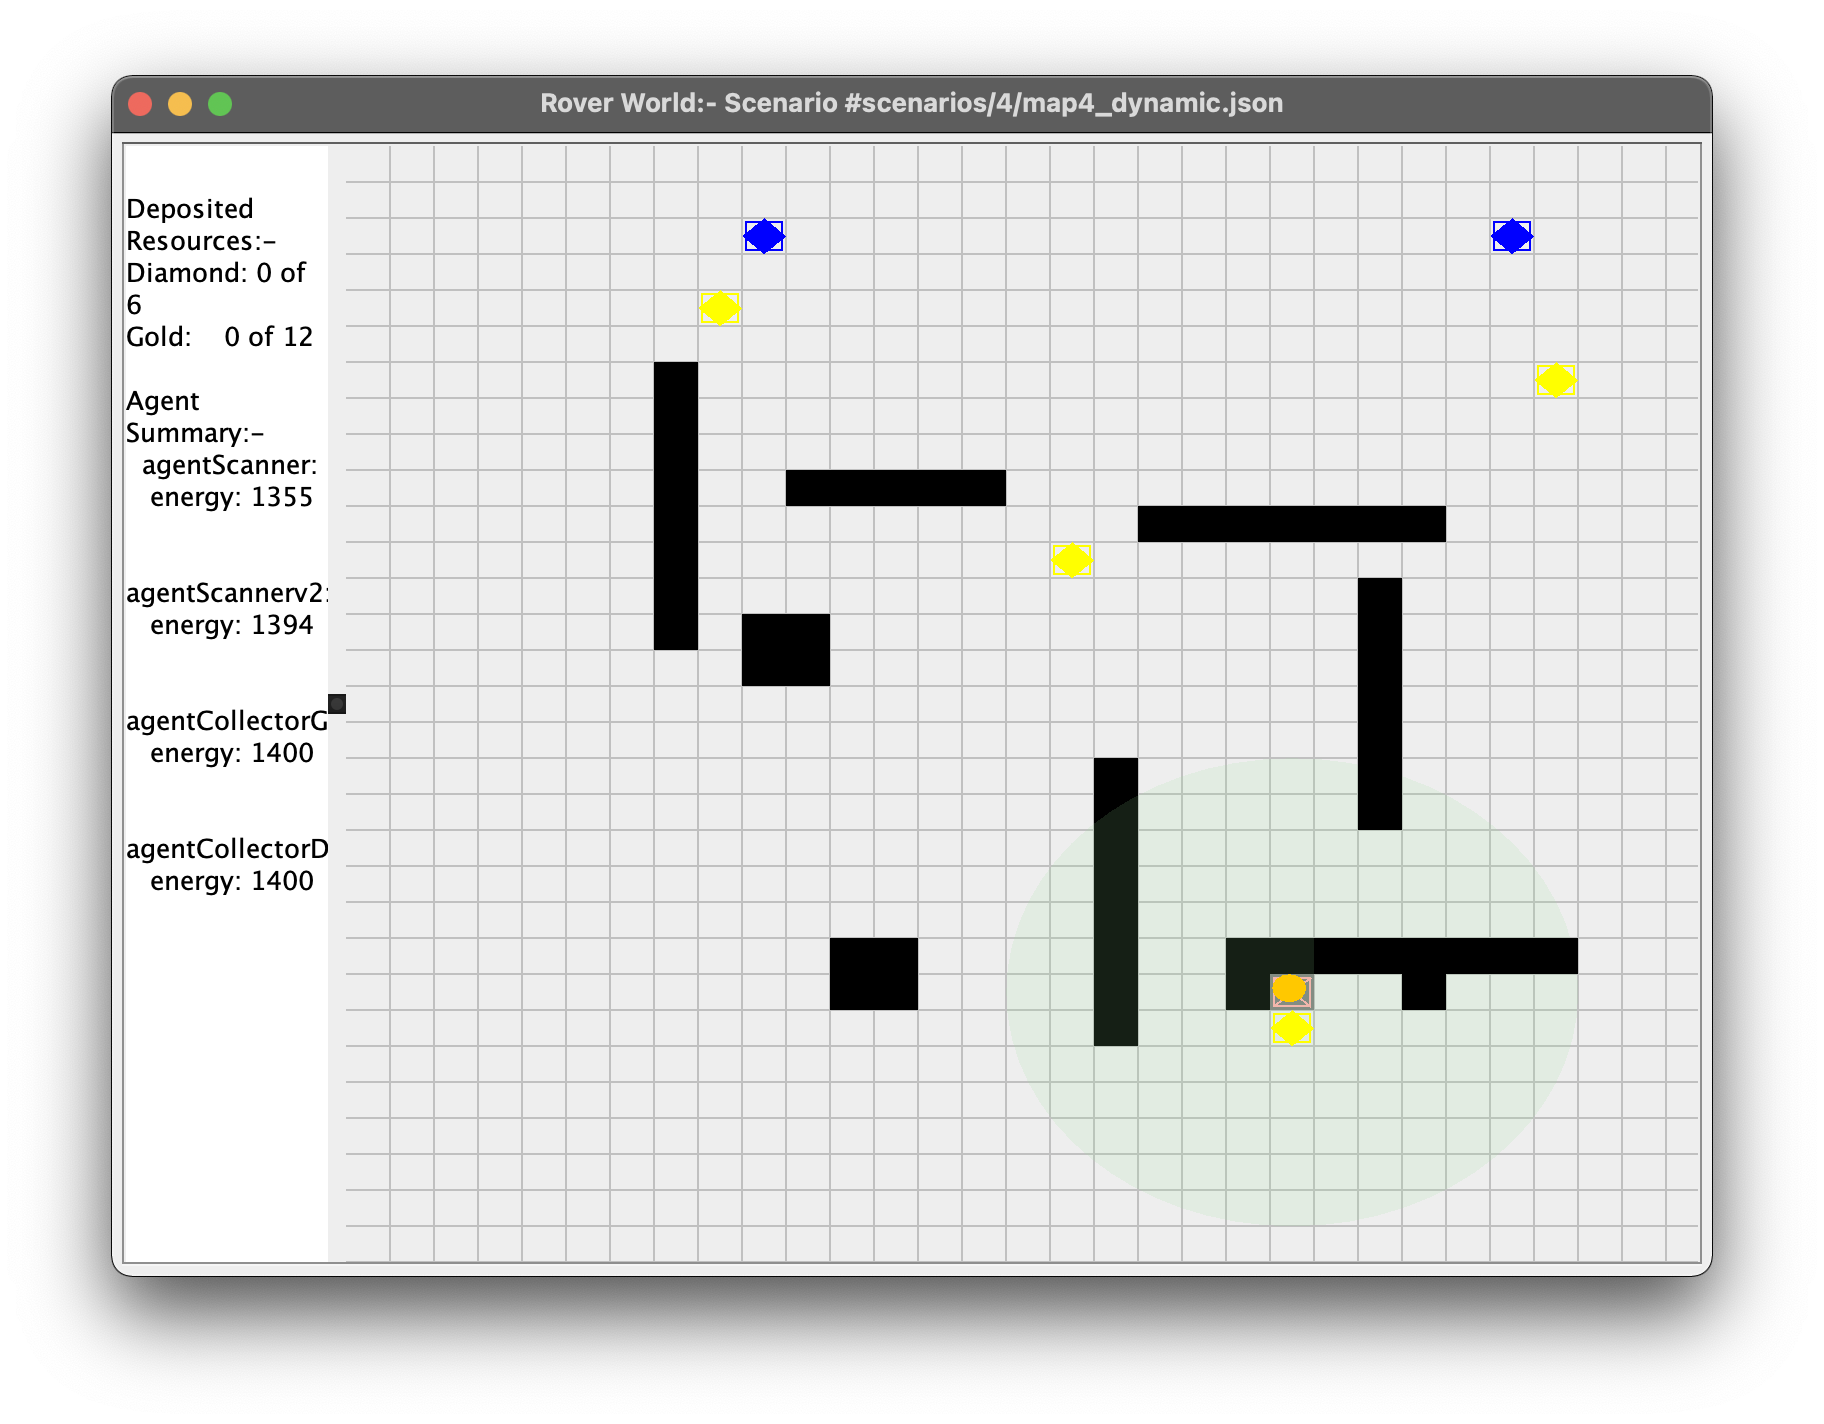 Rover World:- Scenario #scenarios/4/map4_dynamic.json
Deposited
Resources:-
Diamond: 0 of
6
Gold: 0 of 12
Agent
Summary:-
agentScanner:
energy: 1355
agentScannerv2:
energy: 1394
agentCollectorG
energy: 1400
agentCollectorD
energy: 1400